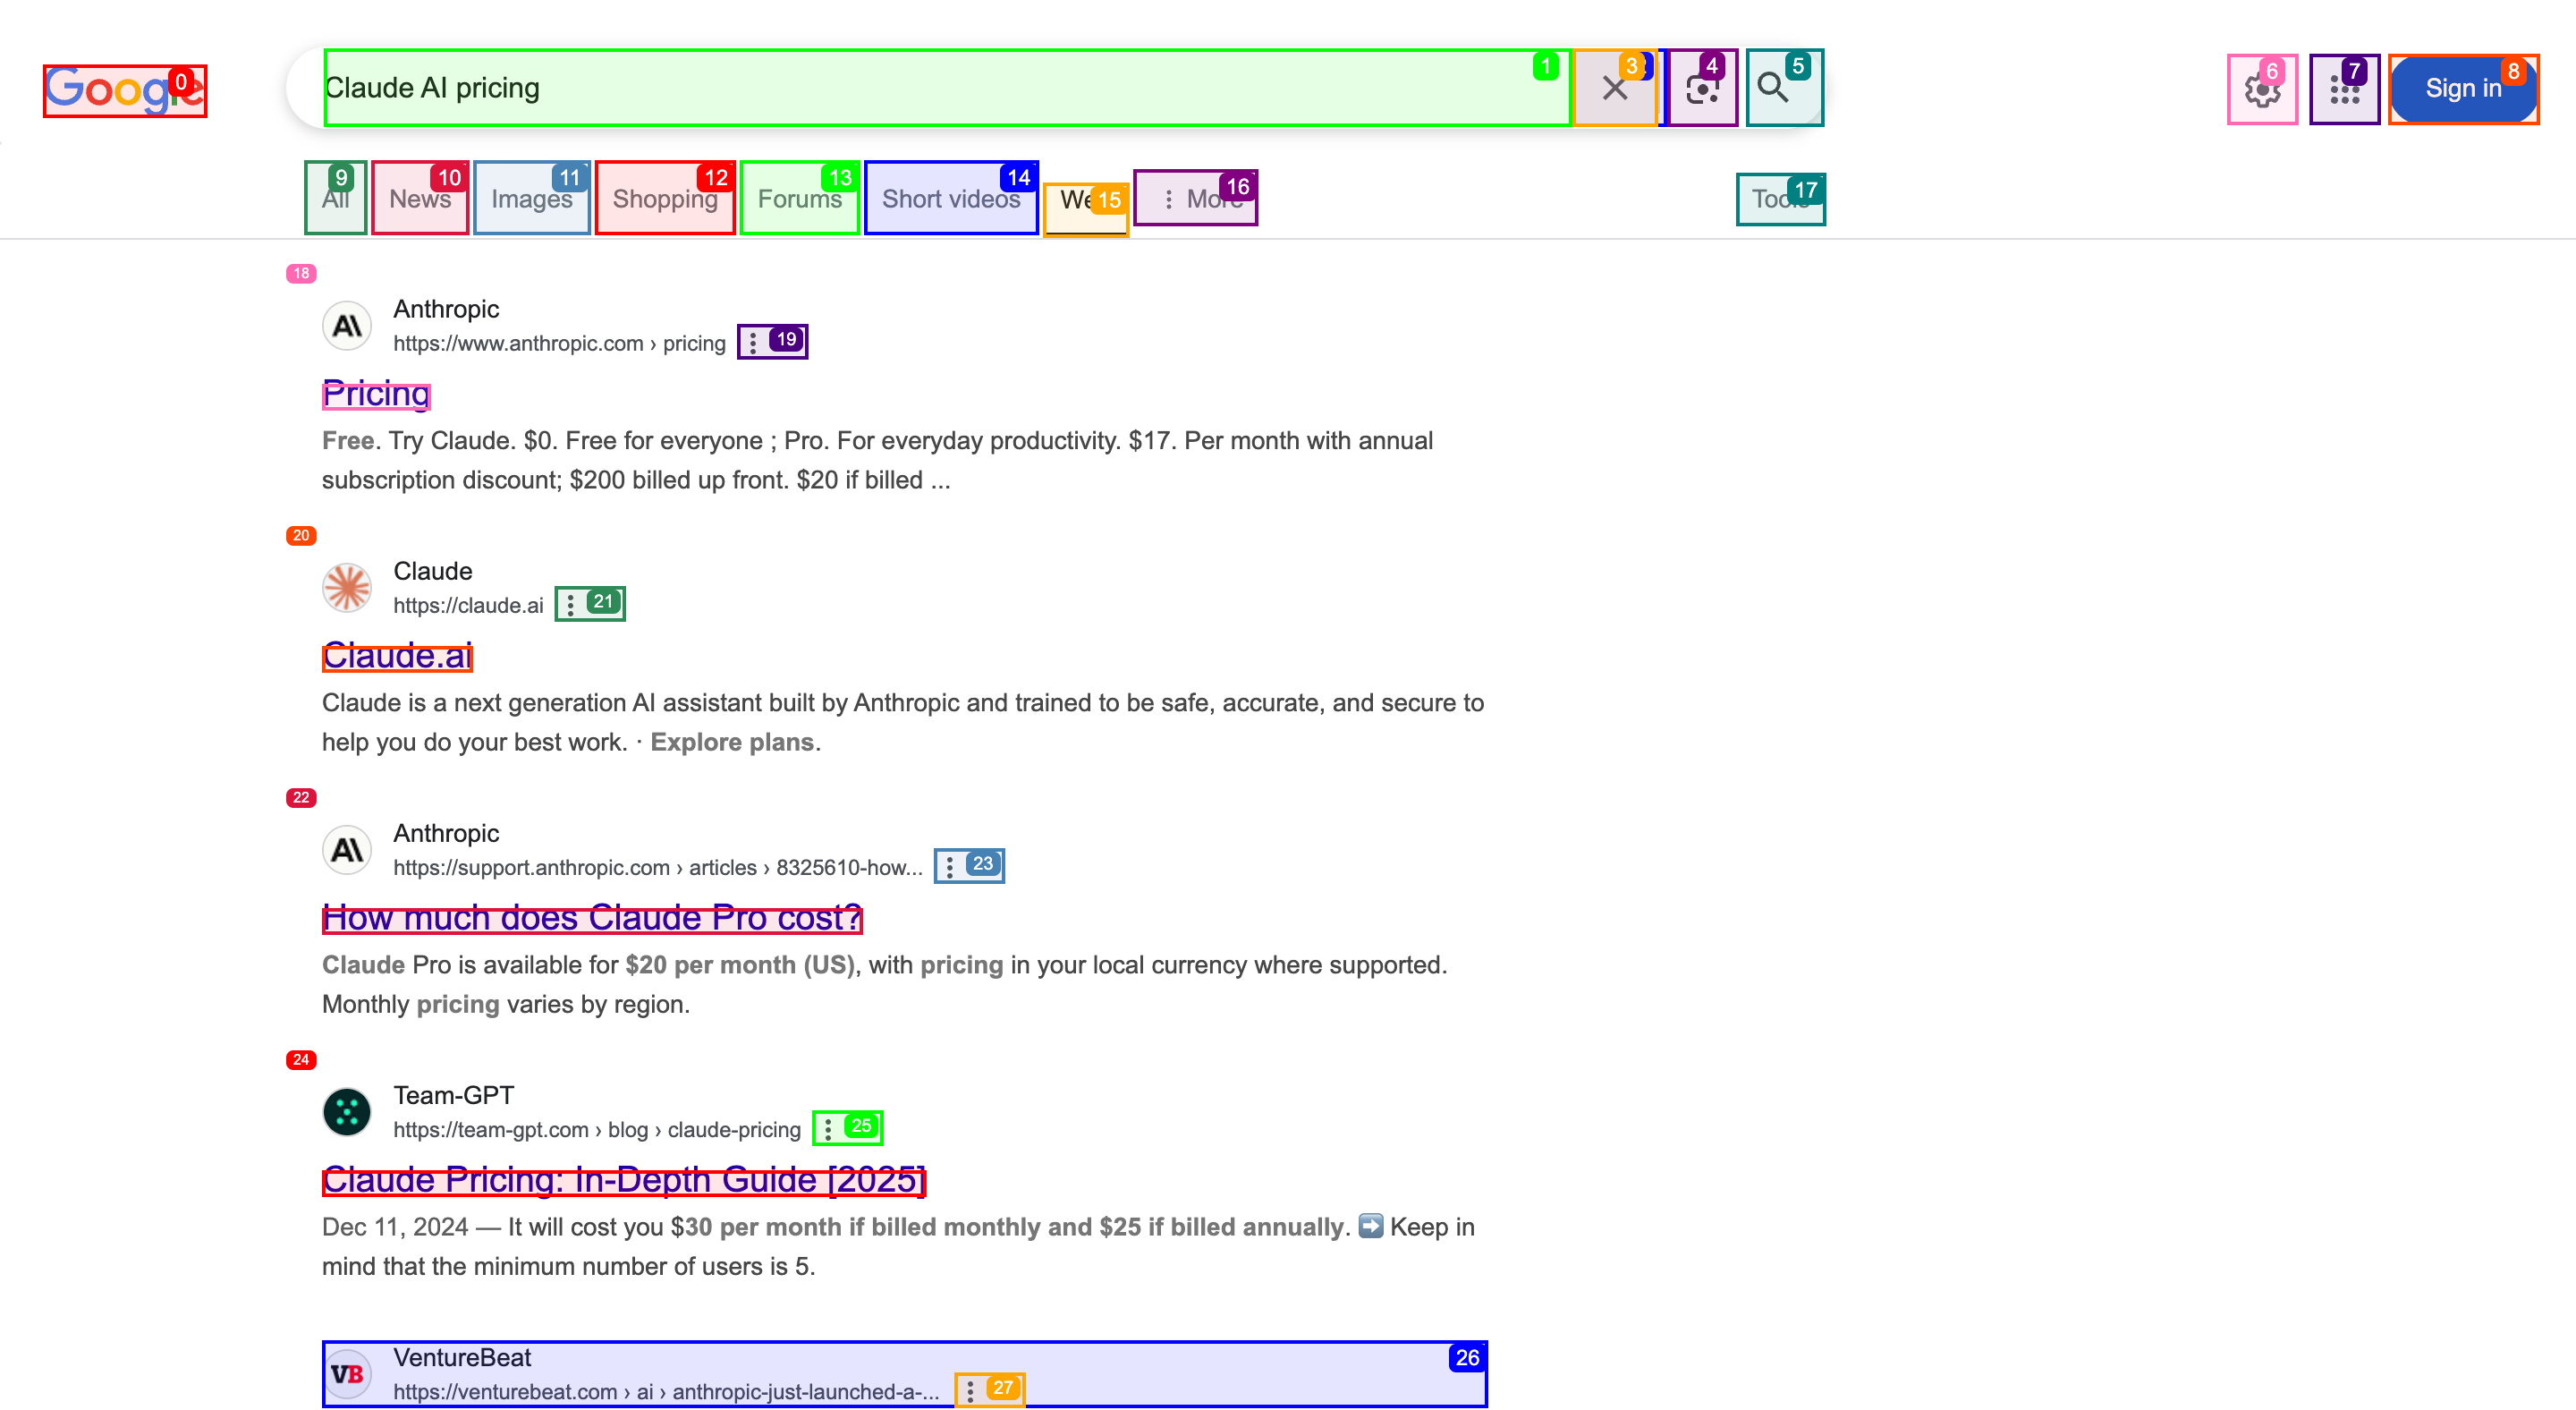 Google 0
Claude AI pricing 1 3 4 5
6 7 Sign in 8
All 9 News 10 Images 11 Shopping 12 Forums 13 Short videos 14 15 More 16 Tools 17
18
Anthropic
https://www.anthropic.com › pricing 19
Pricing
Free. Try Claude. $0. Free for everyone ; Pro. For everyday productivity. $17. Per month with annual
subscription discount; $200 billed up front. $20 if billed ...
20
Claude
https://claude.ai 21
Claude.ai
Claude is a next generation AI assistant built by Anthropic and trained to be safe, accurate, and secure to
help you do your best work. · Explore plans.
22
Anthropic
https://support.anthropic.com › articles › 8325610-how... 23
How much does Claude Pro cost?
Claude Pro is available for $20 per month (US), with pricing in your local currency where supported.
Monthly pricing varies by region.
24
Team-GPT
https://team-gpt.com › blog › claude-pricing 25
Claude Pricing: In-Depth Guide [2025]
Dec 11, 2024 — It will cost you $30 per month if billed monthly and $25 if billed annually. ➡️ Keep in
mind that the minimum number of users is 5.
VB VentureBeat 26
https://venturebeat.com › ai › anthropic-just-launched-a-... 27